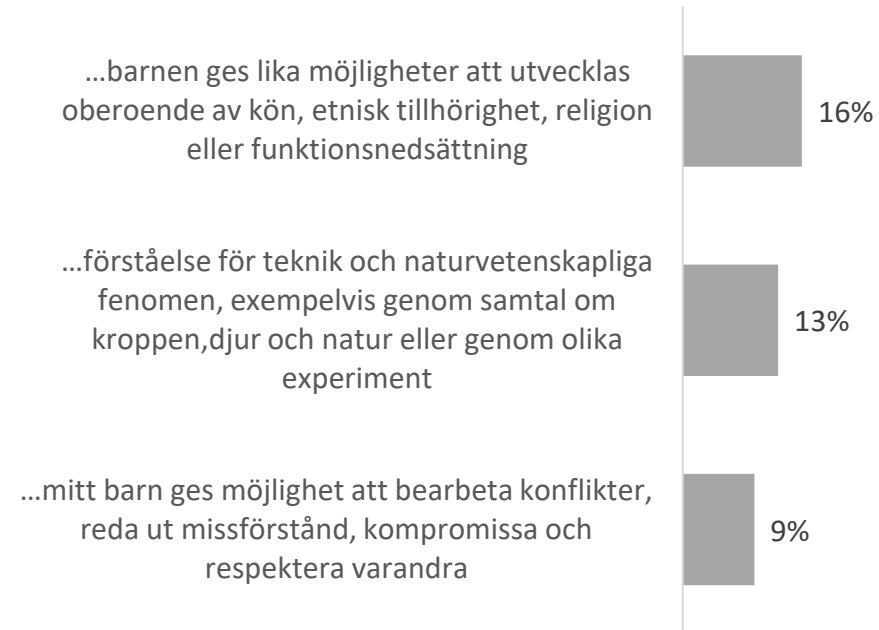 …barnen ges lika möjligheter att utvecklas
oberoende av kön, etnisk tillhörighet, religion
eller funktionsnedsättning
16%
…förståelse för teknik och naturvetenskapliga
fenomen, exempelvis genom samtal om
kroppen,djur och natur eller genom olika
experiment
13%
…mitt barn ges möjlighet att bearbeta konflikter,
reda ut missförstånd, kompromissa och
respektera varandra
9%